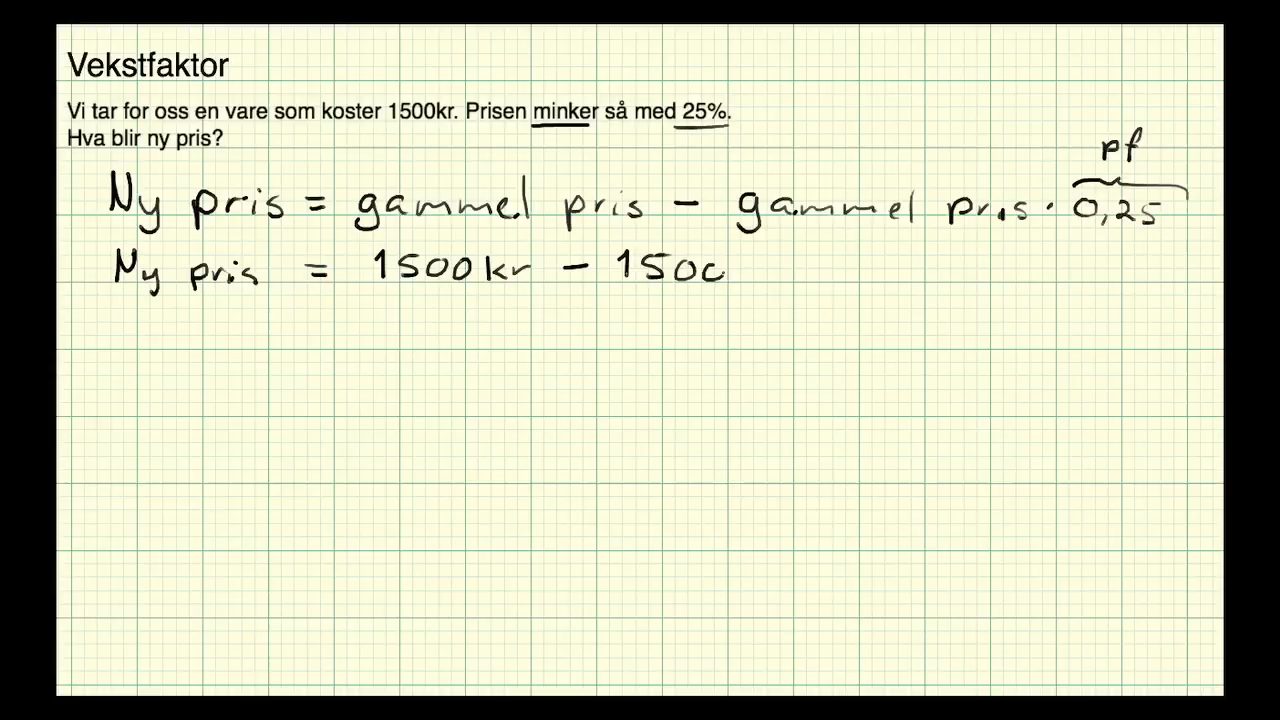 Vekstfaktor
Vi tar for oss en vare som koster 1500kr. Prisen minker så med 25%.
Hva blir ny pris?
pf
Ny pris = gammel pris - gammel pris · 0,25
Ny pris = 1500kr - 1500